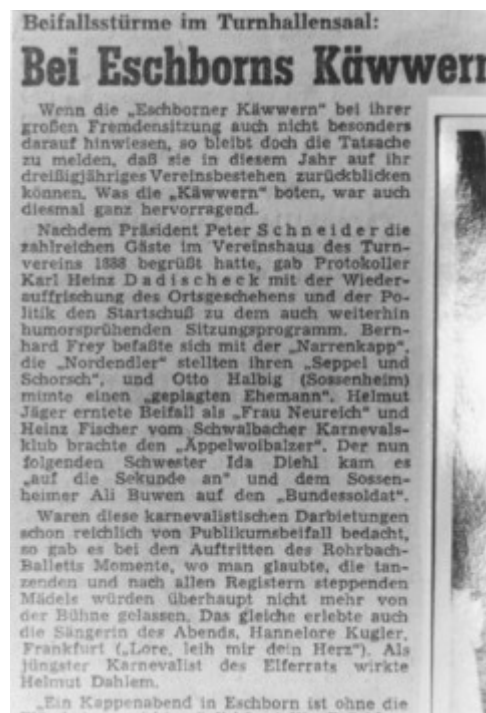 Beifallsstürme im Turnhallensaal:
Bei Eschborns Käwwern
Wenn die „Eschborner Käwwern" bei ihrer
großen Fremdensitzung auch nicht besonders
darauf hinwiesen, so bleibt doch die Tatsache
zu melden, daß sie in diesem Jahr auf ihr
dreißigjähriges Vereinsbestehen zurückblicken
können. Was die „Käwwern" boten, war auch
diesmal ganz hervorragend.
Nachdem Präsident Peter Schneider die
zahlreichen Gäste im Vereinshaus des Turn-
vereins 1888 begrüßt hatte, gab Protokoller
Karl Heinz Dadischeck mit der Wieder-
auffrischung des Ortsgeschehens und der Po-
litik den Startschuß zu dem auch weiterhin
humorsprühenden Sitzungsprogramm. Bern-
hard Frey befaßte sich mit der „Narrenkapp",
die „Nordendler" stellten ihren „Seppel und
Schorsch", und Otto Halbig (Sossenheim)
mimte einen „geplagten Ehemann". Helmut
Jäger erntete Beifall als „Frau Neureich" und
Heinz Fischer vom Schwalbacher Karnevals-
klub brachte den „Äppelwoibalzer". Der nun
folgenden Schwester Ida Diehl kam es
„auf die Sekunde an" und dem Sossen-
heimer Ali Buwen auf den „Bundessoldat".
Waren diese karnevalistischen Darbietungen
schon reichlich von Publikumsbeifall bedacht,
so gab es bei den Auftritten des Rohrbach-
Balletts Momente, wo man glaubte, die tan-
zenden und nach allen Registern steppenden
Mädels würden überhaupt nicht mehr von
der Bühne gelassen. Das gleiche erlebte auch
die Sängerin des Abends, Hannelore Kugler,
Frankfurt („Lore, leih mir dein Herz"). Als
jüngster Karnevalist des Elferrats wirkte
Helmut Dahlem.
„Ein Kappenabend in Eschborn ist ohne die